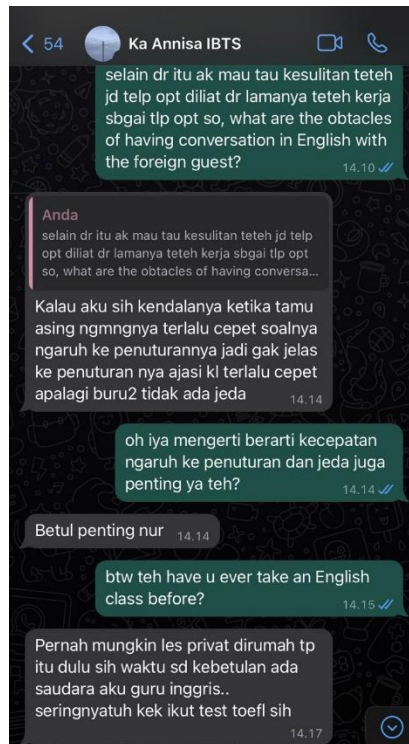 54
Ka Annisa IBTS
selain dr itu ak mau tau kesulitan teteh
jd telp opt diliat dr lamanya teteh kerja
sbgai tlp opt so, what are the obtacles
of having conversation in English with
the foreign guest?
14.10
Anda
selain dr itu ak mau tau kesulitan teteh jd telp
opt diliat dr lamanya teteh kerja sbgai tlp opt
so, what are the obtacles of having conversa...
Kalau aku sih kendalanya ketika tamu
asing ngmngnya terlalu cepet soalnya
ngaruh ke penuturannya jadi gak jelas
ke penuturan nya ajasi kl terlalu cepet
apalagi buru2 tidak ada jeda
14.14
oh iya mengerti berarti kecepatan
ngaruh ke penuturan dan jeda juga
penting ya teh?
14.14
Betul penting nur
14.14
btw teh have u ever take an English
class before?
14.15
Pernah mungkin les privat dirumah tp
itu dulu sih waktu sd kebetulan ada
saudara aku guru inggris..
seringnyatuh kek ikut test toefl sih
14.17